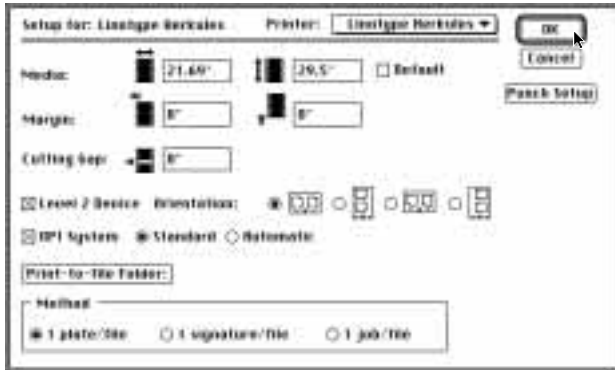 Setup for: Linotype Herkules Printer: Linotype Herkules OK
Cancel
Media: 21.69" 29.5" Default
Punch Setup
Margin: 0" 0"
Cutting Gap: 0"
Level 2 Device Orientation:
OPI System Standard Automatic
Print-to-file Folder:
Method
1 plate/file 1 signature/file 1 job/file